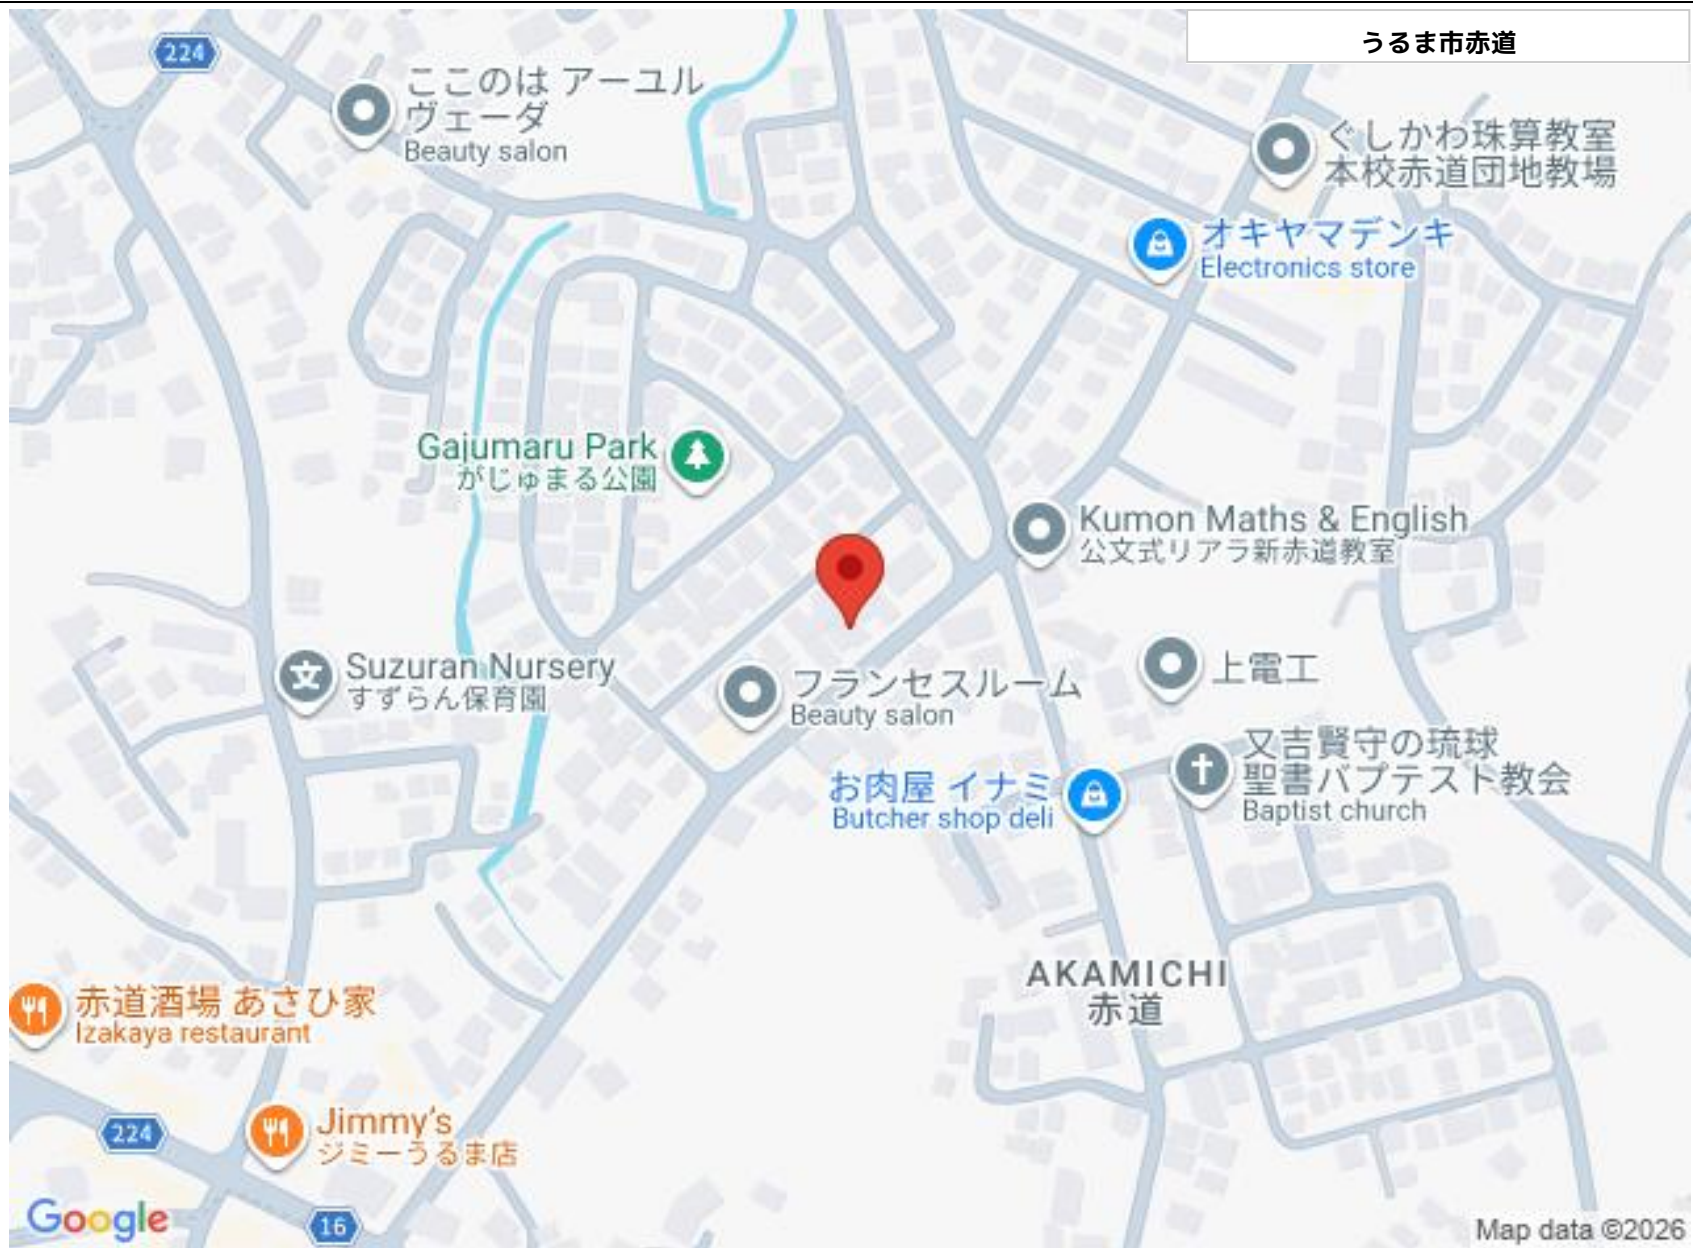 うるま市赤道
224
ここのは アーユル
ヴェーダ
Beauty salon
ぐしかわ珠算教室
本校赤道団地教場
オキヤマデンキ
Electronics store
Gajumaru Park
がじゅまる公園
Kumon Maths & English
公文式リアラ新赤道教室
Suzuran Nursery
すずらん保育園
フランセスルーム
Beauty salon
上電工
又吉賢守の琉球
聖書バプテスト教会
Baptist church
お肉屋 イナミ
Butcher shop deli
AKAMICHI
赤道
赤道酒場 あさひ家
Izakaya restaurant
Jimmy's
ジミーうるま店
224
16
Google
Map data ©2026